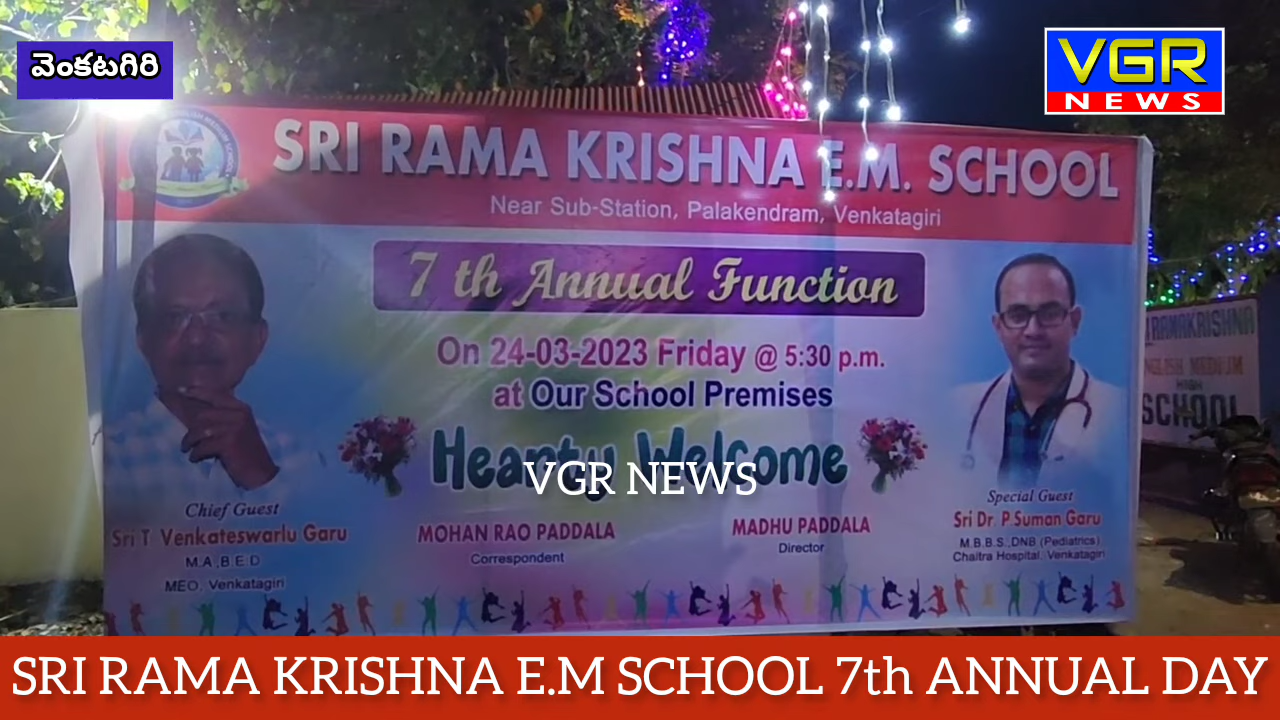 వెంకటగిరి
VGR
NEWS
SRI RAMA KRISHNA E.M. SCHOOL
Near Sub-Station, Palakendram, Venkatagiri
7 th Annual Function
On 24-03-2023 Friday @ 5:30 p.m.
at Our School Premises
Hearty Welcome
VGR NEWS
Chief Guest
Sri T Venkateswarlu Garu
M.A.,B.E.D
MEO, Venkatagiri
MOHAN RAO PADDALA
Correspondent
MADHU PADDALA
Director
Special Guest
Sri Dr. P.Suman Garu
M.B.B.S.,DNB (Pediatrics)
Chaitra Hospital, Venkatagiri
RAMAKRISHNA
MEDIUM
HIGH
SCHOOL
SRI RAMA KRISHNA E.M SCHOOL 7th ANNUAL DAY